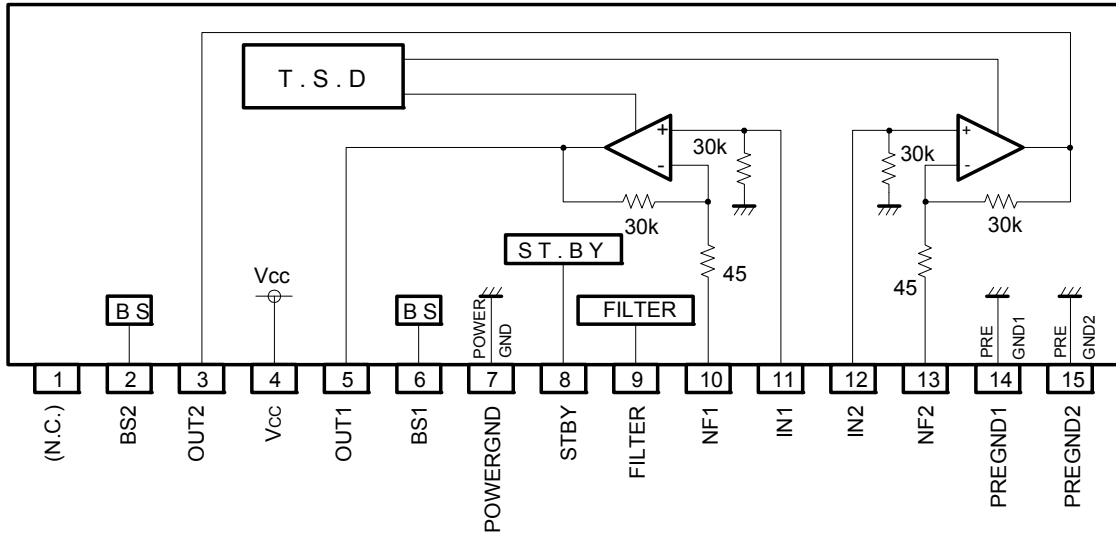 T . S . D
+
-
30k
30k
45
+
-
30k
30k
45
ST.BY
Vcc
B S
B S
POWER
GND
FILTER
PRE
GND1
PRE
GND2
1
2
3
4
5
6
7
8
9
10
11
12
13
14
15
(N.C.)
BS2
OUT2
Vcc
OUT1
BS1
POWERGND
STBY
FILTER
NF1
IN1
IN2
NF2
PREGND1
PREGND2